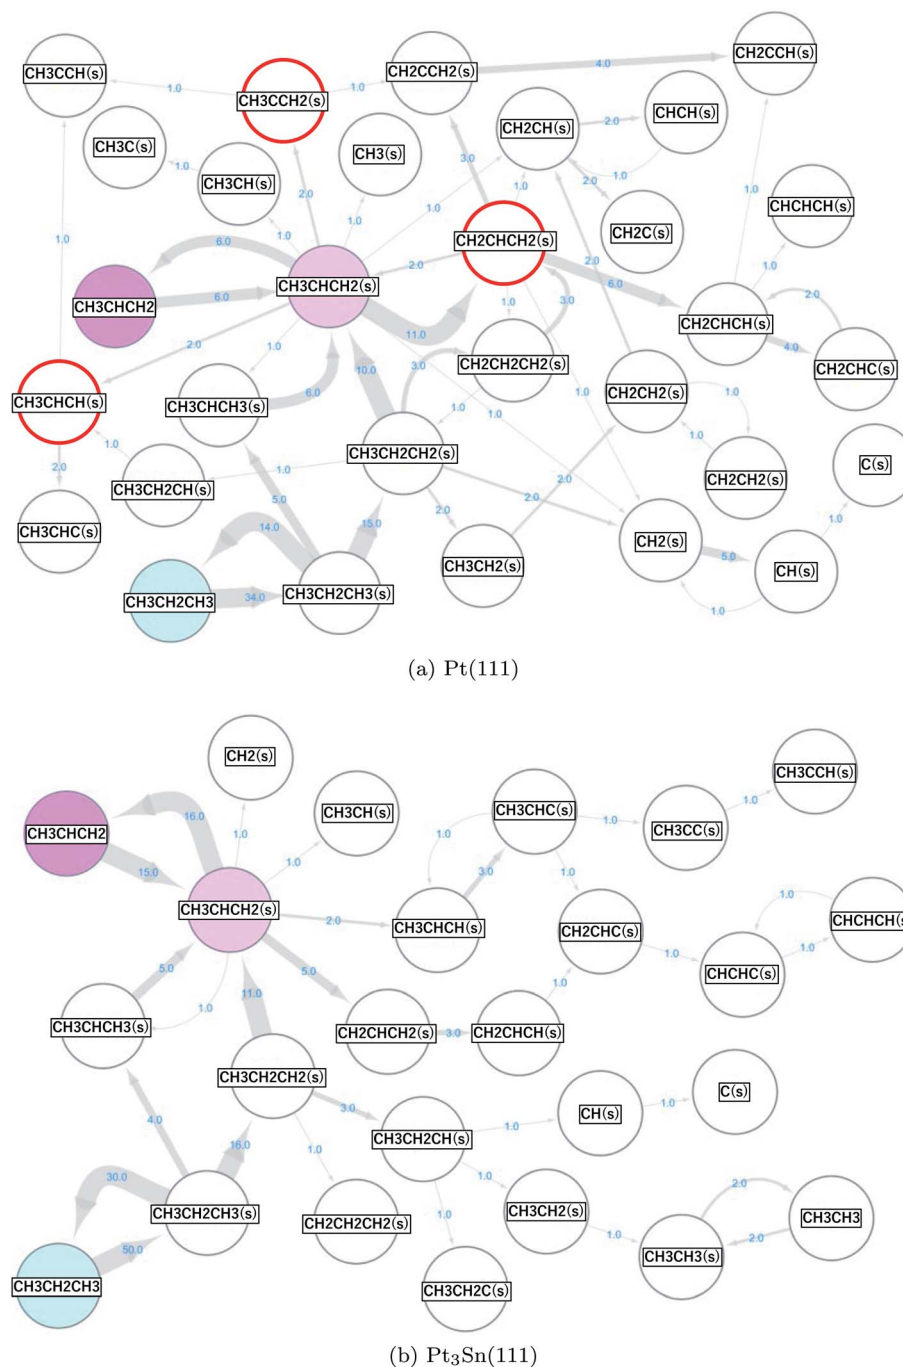 CH3CCH(s)
CH3CCH2(s)
CH2CCH2(s)
CH2CCH(s)
1.0
1.0
4.0
CH3C(s)
CH3(s)
CH2CH(s)
CHCH(s)
2.0
1.0
CH3CH(s)
3.0
1.0
2.0
1.0
1.0
1.0
2.0
1.0
1.0
CHCHCH(s)
1.0
6.0
CH2CHCH2(s)
CH2C(s)
2.0
1.0
CH3CHCH2
6.0
CH3CHCH2(s)
2.0
6.0
11.0
1.0
3.0
2.0
CH2CHCH(s)
4.0
CH2CHC(s)
2.0
1.0
10.0
3.0
CH2CH2CH2(s)
1.0
CH3CHCH(s)
CH3CHCH3(s)
6.0
CH2CH2(s)
1.0
1.0
1.0
1.0
2.0
CH3CHC(s)
CH3CH2CH(s)
1.0
CH3CH2CH2(s)
2.0
1.0
CH2CH2(s)
C(s)
5.0
2.0
2.0
1.0
14.0
15.0
CH3CH2CH3
34.0
CH3CH2CH3(s)
CH3CH2(s)
CH2(s)
5.0
CH(s)
1.0
(a) Pt(111)
CH2(s)
CH3CH(s)
CH3CCH(s)
CH3CHCH2
16.0
1.0
1.0
CH3CHC(s)
1.0
CH3CC(s)
1.0
15.0
CH3CHCH2(s)
1.0
3.0
1.0
2.0
CH3CHCH(s)
CH2CHC(s)
1.0
CHCHCH(s)
5.0
5.0
1.0
CHCHC(s)
1.0
CH3CHCH3(s)
1.0
11.0
CH2CHCH2(s)
3.0
CH2CHCH(s)
1.0
CH3CH2CH2(s)
3.0
C(s)
4.0
16.0
1.0
CH3CH2CH(s)
1.0
CH(s)
1.0
30.0
1.0
CH3CH2CH3(s)
CH2CH2CH2(s)
1.0
CH3CH2(s)
2.0
CH3CH3
50.0
1.0
2.0
CH3CH2CH3
CH3CH2C(s)
CH3CH3(s)
(b) Pt3Sn(111)